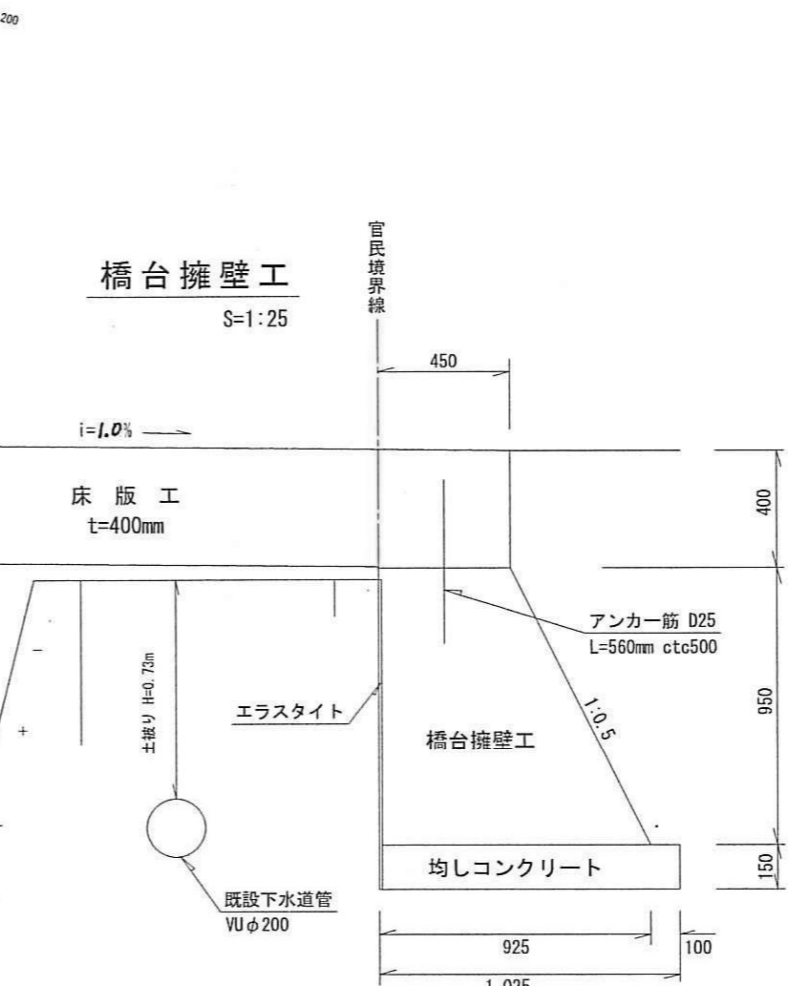 200
官民境界線
橋台擁壁工
S=1:25
450
i=1.0%
床版工
t=400mm
400
アンカー筋 D25
L=560mm ctc500
土被り H=0.73m
エラスタイト
1:0.5
950
橋台擁壁工
均しコンクリート
150
既設下水道管
VUφ200
925
100
1,025